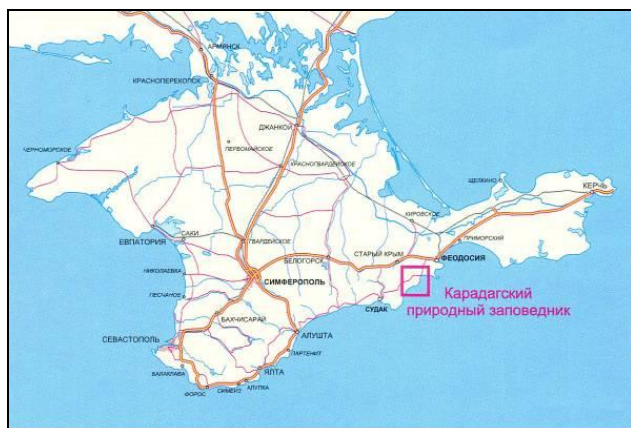 АРМЯНСК
КРАСНОПЕРЕКОПСК
ДЖАНКОЙ
ПЕРВОМАЙСКОЕ
КРАСНОГВАРДЕЙСКОЕ
ЧЕРНОМОРСКОЕ
ЩЕЛКИНО
КЕРЧЬ
КИРОВСКОЕ
ПРИМОРСКИЙ
САКИ
ЕВПАТОРИЯ
ГВАРДЕЙСКОЕ
БЕЛОГОРСК
СТАРЫЙ КРЫМ
ФЕОДОСИЯ
НИКОЛАЕВКА
СИМФЕРОПОЛЬ
ПЕСЧАНОЕ
СУДАК
Карадагский
природный заповедник
БАХЧИСАРАЙ
АЛУШТА
СЕВАСТОПОЛЬ
ПАРТЕНИТ
БАЛАКЛАВА
ЯЛТА
ФОРОС
СИМЕИЗ
АЛУПКА